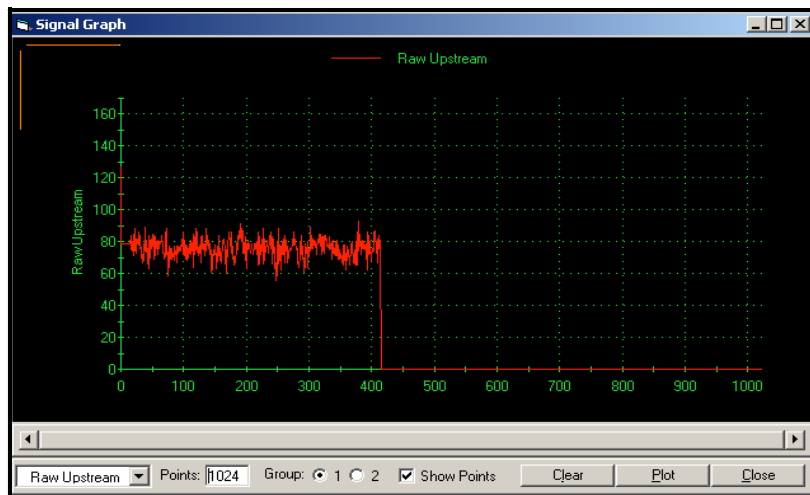 Signal Graph
Raw Upstream
160
140
120
100
80
60
40
20
0
Raw Upstream
0 100 200 300 400 500 600 700 800 900 1000
Raw Upstream Points: 1024 Group: 1 2 Show Points Clear Plot Close